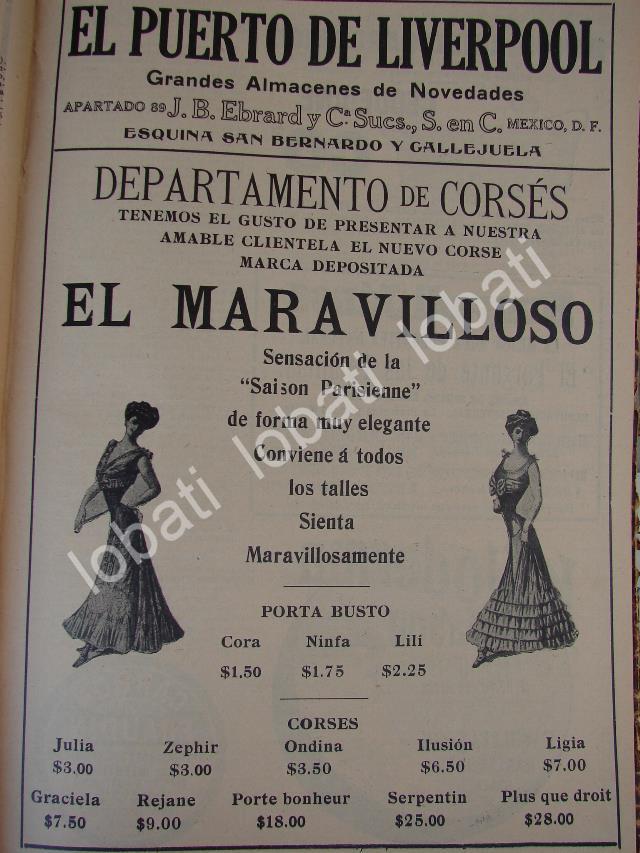 EL PUERTO DE LIVERPOOL
Grandes Almacenes de Novedades
APARTADO 89 J. B. Ebrard y Cª Sucs., S. en C. MEXICO, D. F.
ESQUINA SAN BERNARDO Y CALLEJUELA
DEPARTAMENTO DE CORSÉS
TENEMOS EL GUSTO DE PRESENTAR A NUESTRA
AMABLE CLIENTELA EL NUEVO CORSE
MARCA DEPOSITADA
EL MARAVILLOSO
Sensación de la
"Saison Parisienne"
de forma muy elegante
Conviene á todos
los talles
Sienta
Maravillosamente
lobati lobati lobati
PORTA BUSTO
Cora Ninfa Lilí
$1.50 $1.75 $2.25
CORSES
Julia Zephir Ondina Ilusión Ligia
$3.00 $3.00 $3.50 $6.50 $7.00
Graciela Rejane Porte bonheur Serpentin Plus que droit
$7.50 $9.00 $18.00 $25.00 $28.00